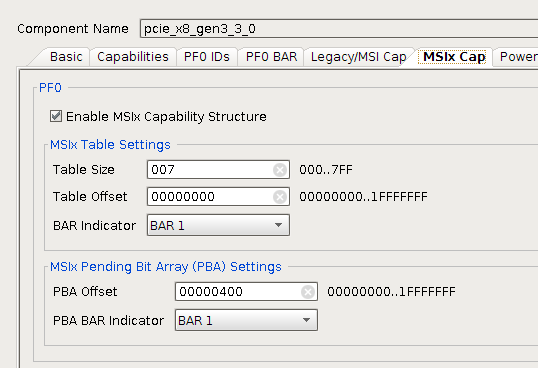 Component Name pcie_x8_gen3_3_0
Basic Capabilities PF0 IDs PF0 BAR Legacy/MSI Cap MSIx Cap Power
PF0
Enable MSIx Capability Structure
MSIx Table Settings
Table Size 007 000..7FF
Table Offset 00000000 00000000..1FFFFFFF
BAR Indicator BAR 1
MSIx Pending Bit Array (PBA) Settings
PBA Offset 00000400 00000000..1FFFFFFF
PBA BAR Indicator BAR 1